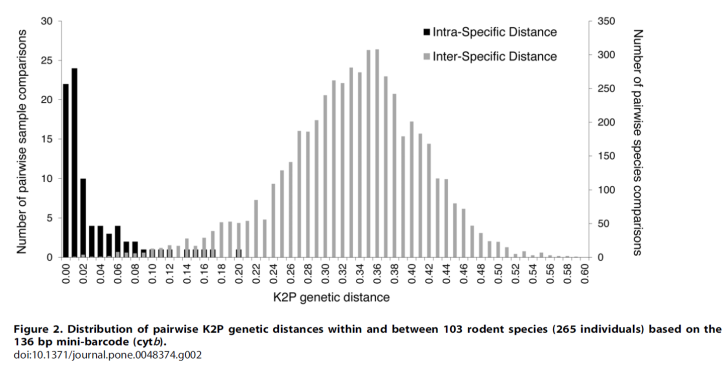 30
25
20
15
10
5
0
Number of pairwise sample comparisons
Intra-Specific Distance
Inter-Specific Distance
350
300
250
200
150
100
50
0
Number of pairwise species comparisons
0.00 0.02 0.04 0.06 0.08 0.10 0.12 0.14 0.16 0.18 0.20 0.22 0.24 0.26 0.28 0.30 0.32 0.34 0.36 0.38 0.40 0.42 0.44 0.46 0.48 0.50 0.52 0.54 0.56 0.58 0.60
K2P genetic distance
Figure 2. Distribution of pairwise K2P genetic distances within and between 103 rodent species (265 individuals) based on the
136 bp mini-barcode (cytb).
doi:10.1371/journal.pone.0048374.g002